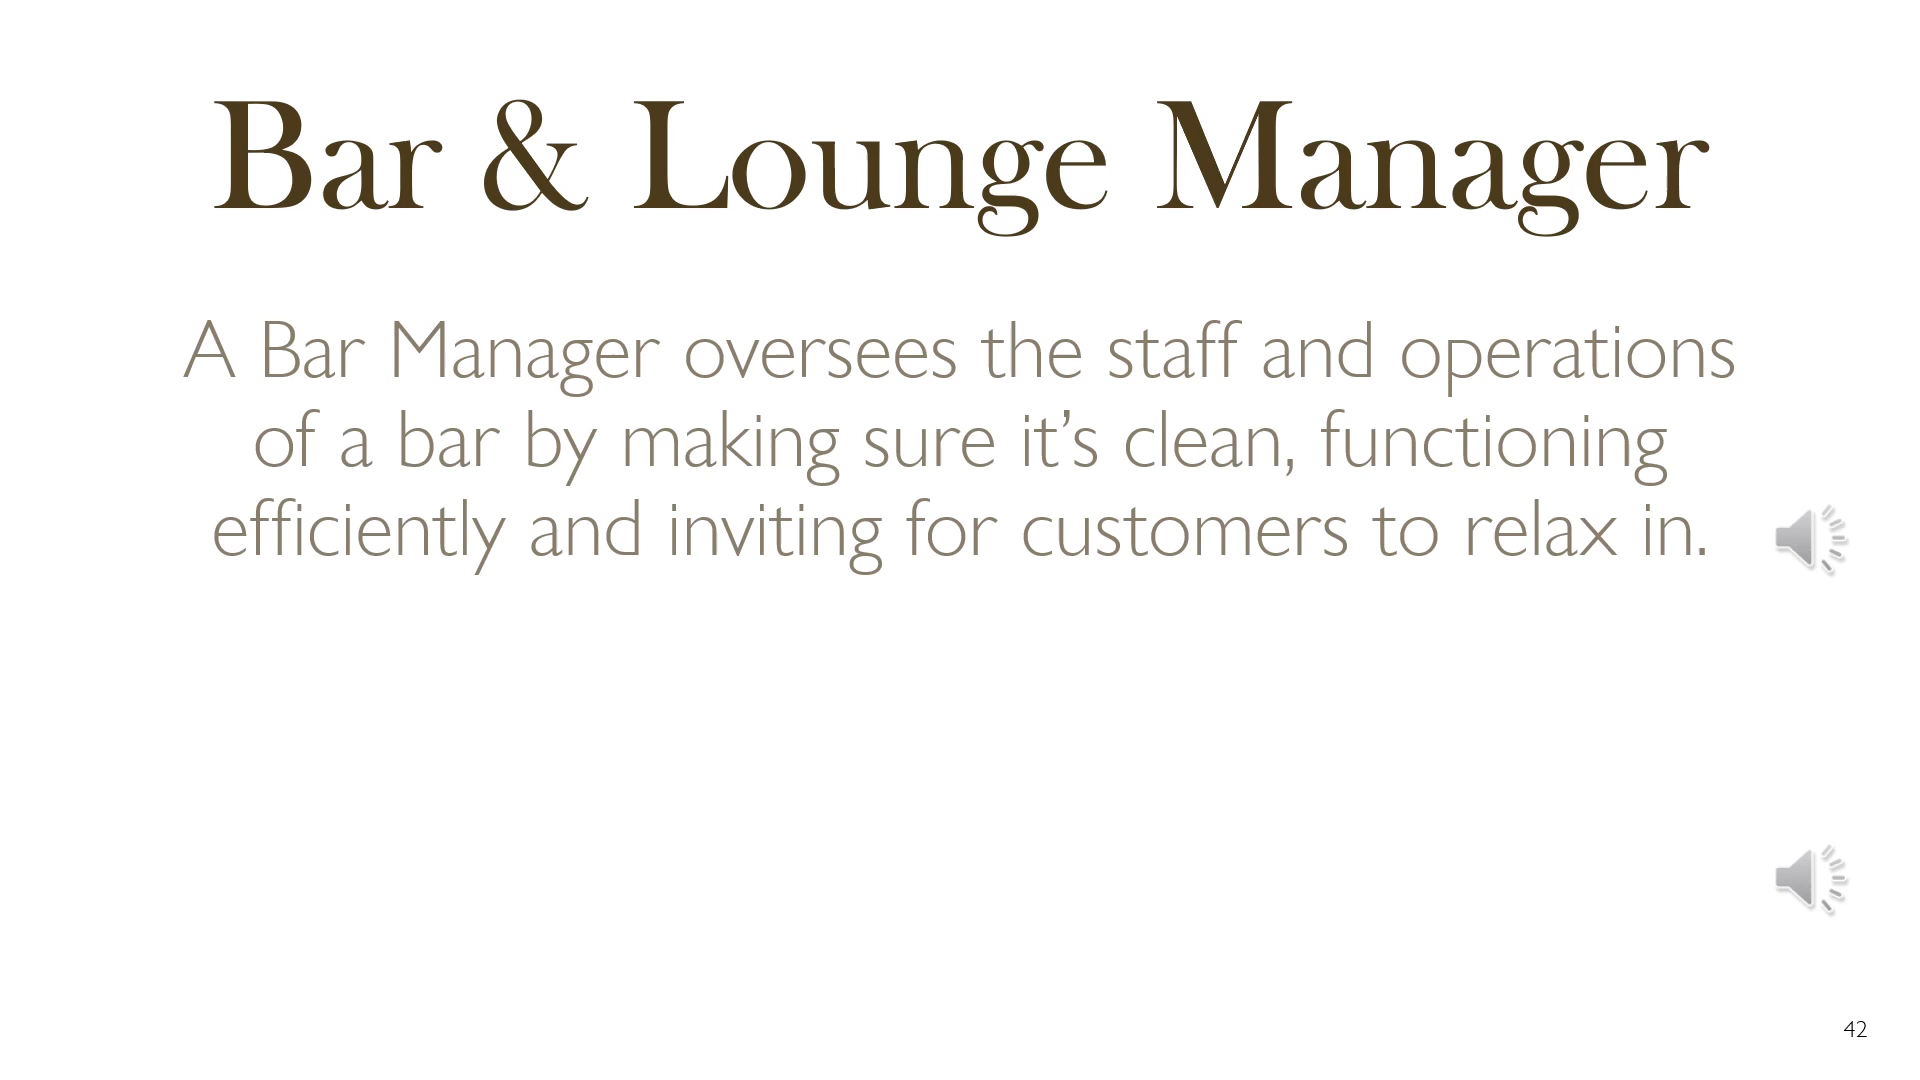 Bar & Lounge Manager
A Bar Manager oversees the staff and operations
of a bar by making sure it’s clean, functioning
efficiently and inviting for customers to relax in.
42